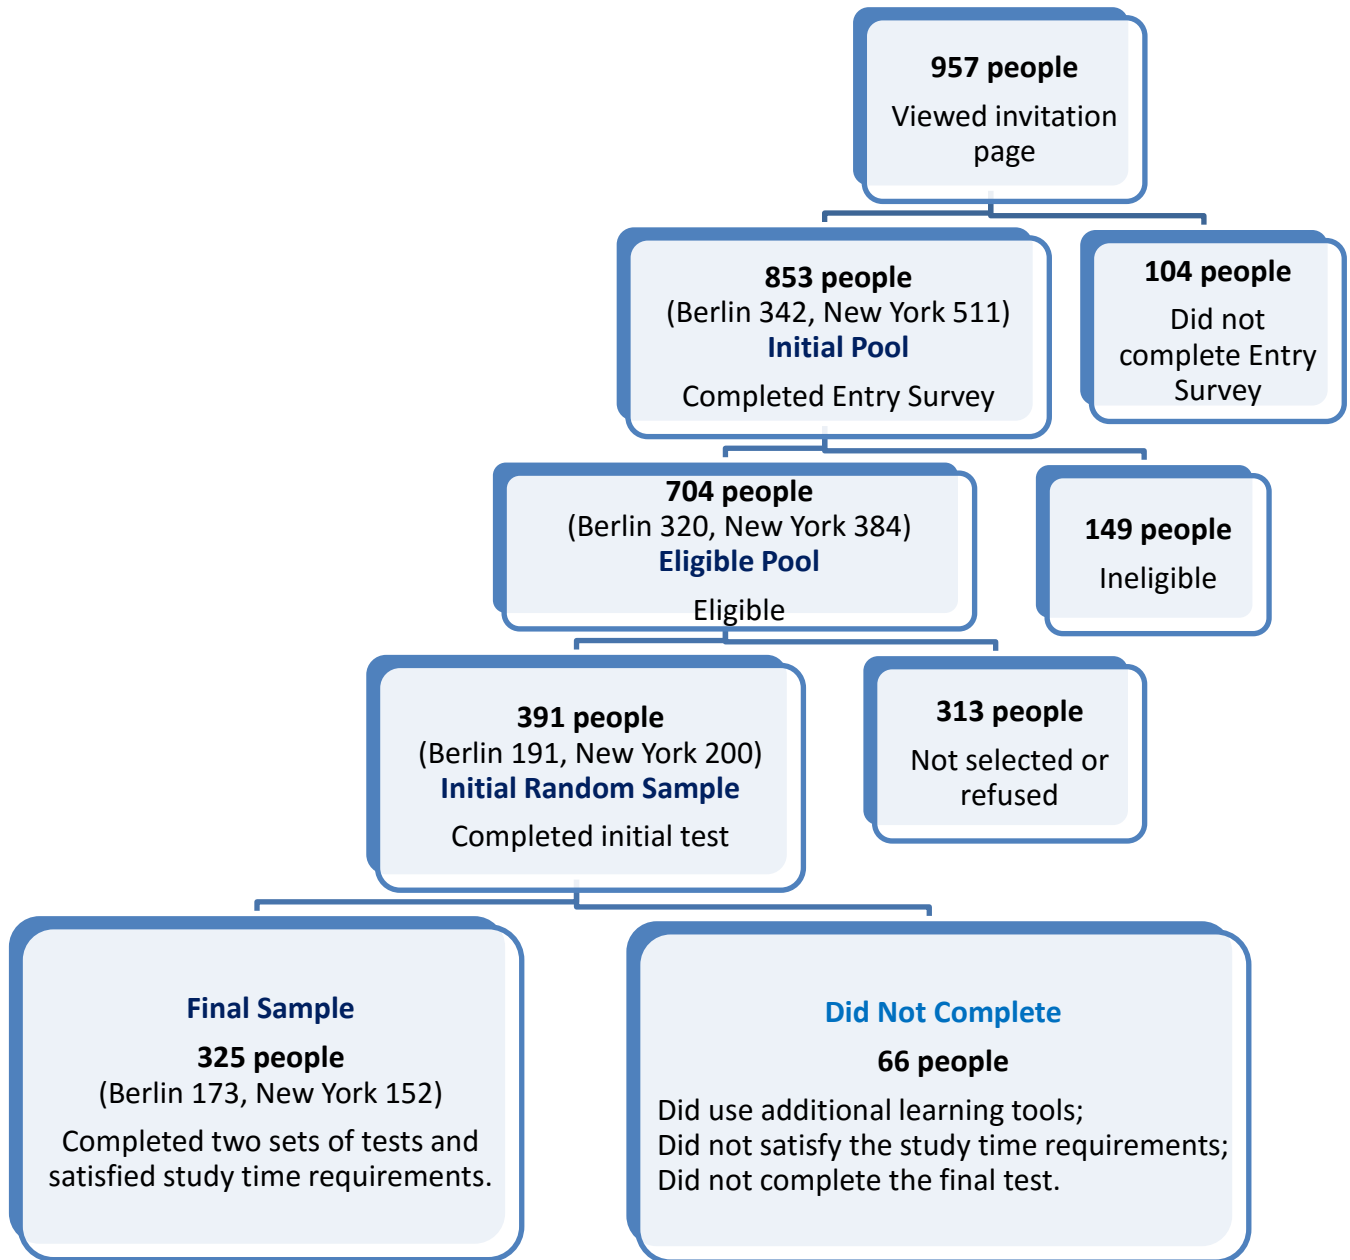 957 people
Viewed invitation
page
853 people
(Berlin 342, New York 511)
Initial Pool
Completed Entry Survey
104 people
Did not
complete Entry
Survey
704 people
(Berlin 320, New York 384)
Eligible Pool
Eligible
149 people
Ineligible
391 people
(Berlin 191, New York 200)
Initial Random Sample
Completed initial test
313 people
Not selected or
refused
Final Sample
325 people
(Berlin 173, New York 152)
Completed two sets of tests and
satisfied study time requirements.
Did Not Complete
66 people
Did use additional learning tools;
Did not satisfy the study time requirements;
Did not complete the final test.